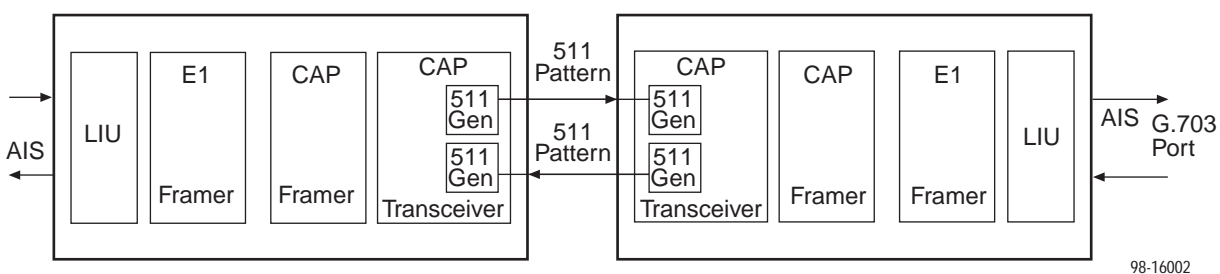 AIS
LIU
E1
Framer
CAP
Framer
CAP
511
Gen
511
Gen
Transceiver
511
Pattern
511
Pattern
CAP
511
Gen
511
Gen
Transceiver
CAP
Framer
E1
Framer
LIU
AIS
G.703
Port
98-16002